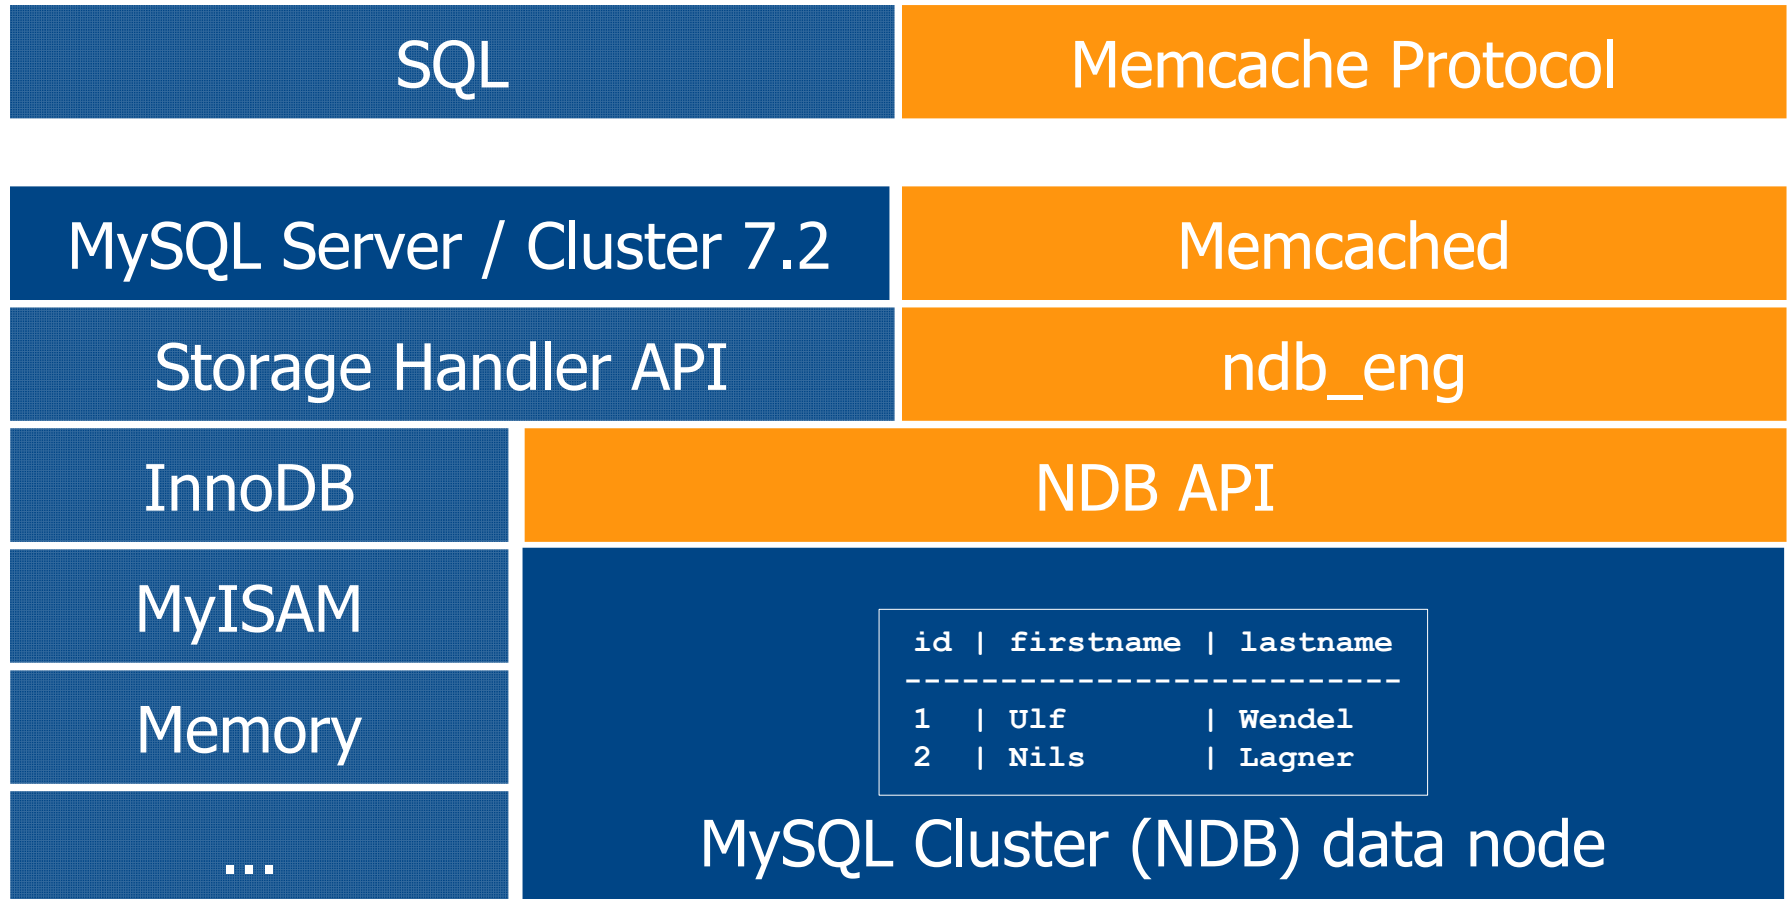 SQL
Memcache Protocol
MySQL Server / Cluster 7.2
Memcached
Storage Handler API
ndb_eng
InnoDB
NDB API
MyISAM
Memory
...
id | firstname | lastname
--------------------------
1 | Ulf | Wendel
2 | Nils | Lagner
MySQL Cluster (NDB) data node